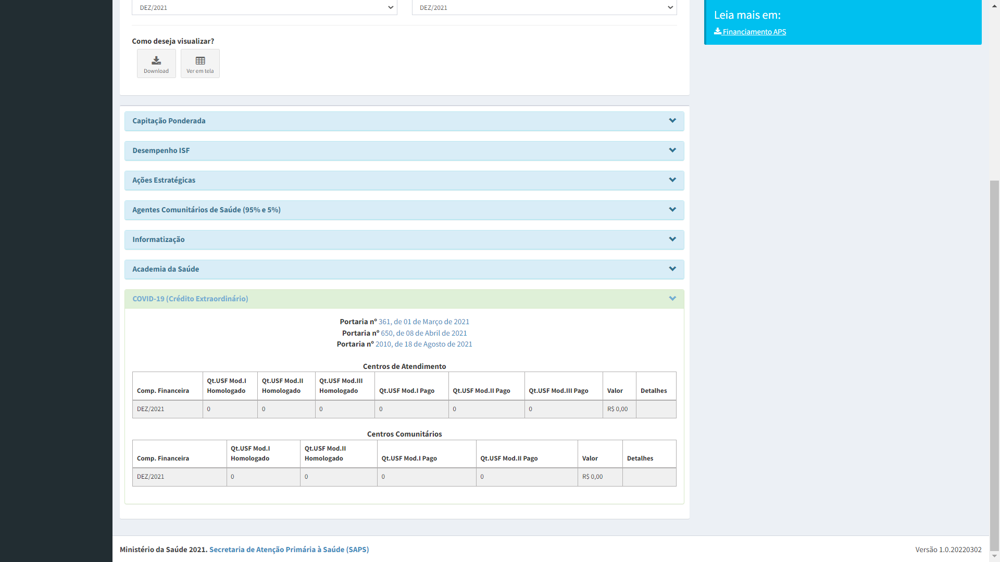 DEZ/2021
DEZ/2021
Leia mais em:
Financiamento APS
Como deseja visualizar?
Download
Ver em tela
Capitação Ponderada
Desempenho ISF
Ações Estratégicas
Agentes Comunitários de Saúde (95% e 5%)
Informatização
Academia da Saúde
COVID-19 (Crédito Extraordinário)
Portaria nº 361, de 01 de Março de 2021
Portaria nº 650, de 08 de Abril de 2021
Portaria nº 2010, de 18 de Agosto de 2021
Centros de Atendimento
Comp. Financeira Qt.USF Mod.I Homologado Qt.USF Mod.II Homologado Qt.USF Mod.III Homologado Qt.USF Mod.I Pago Qt.USF Mod.II Pago Qt.USF Mod.III Pago Valor Detalhes
DEZ/2021 0 0 0 0 0 0 R$ 0,00
Centros Comunitários
Comp. Financeira Qt.USF Mod.I Homologado Qt.USF Mod.II Homologado Qt.USF Mod.I Pago Qt.USF Mod.II Pago Valor Detalhes
DEZ/2021 0 0 0 0 R$ 0,00
Ministério da Saúde 2021. Secretaria de Atenção Primária à Saúde (SAPS)
Versão 1.0.20220302